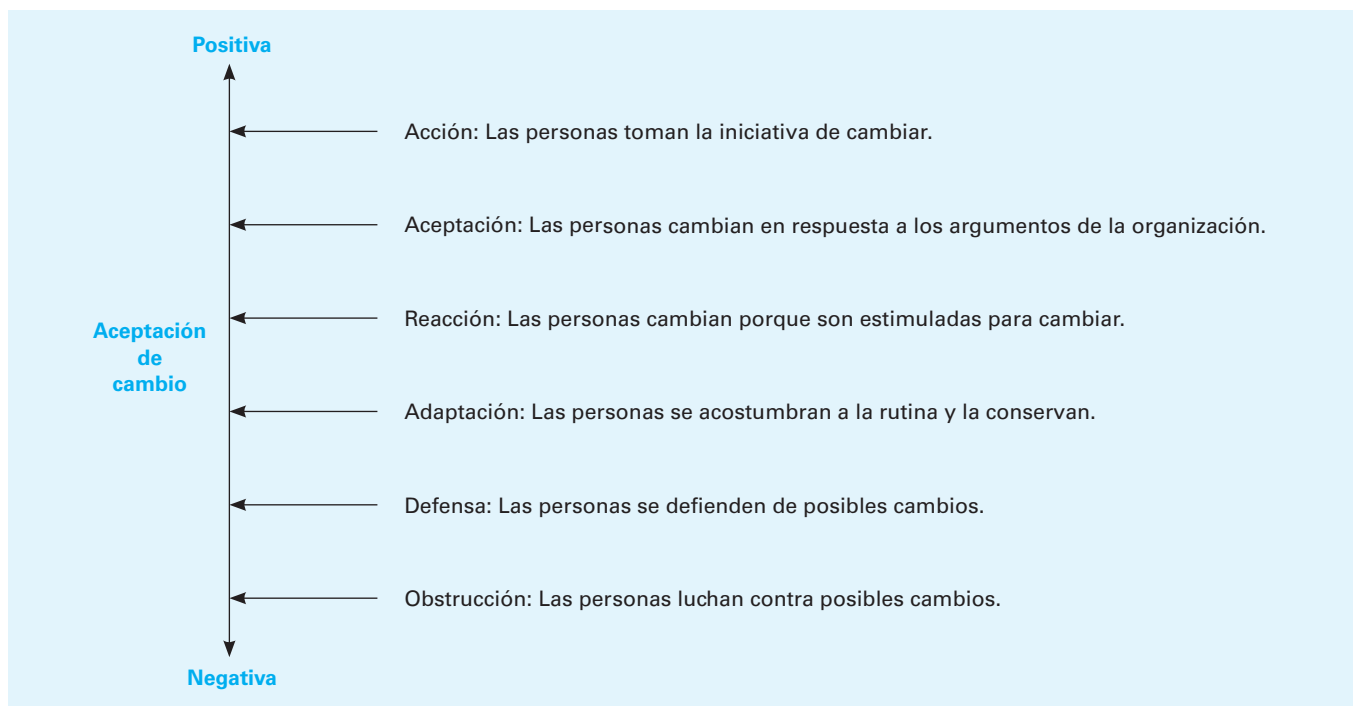 Positiva
Acción: Las personas toman la iniciativa de cambiar.
Aceptación: Las personas cambian en respuesta a los argumentos de la organización.
Aceptación
de
cambio
Reacción: Las personas cambian porque son estimuladas para cambiar.
Adaptación: Las personas se acostumbran a la rutina y la conservan.
Defensa: Las personas se defienden de posibles cambios.
Obstrucción: Las personas luchan contra posibles cambios.
Negativa